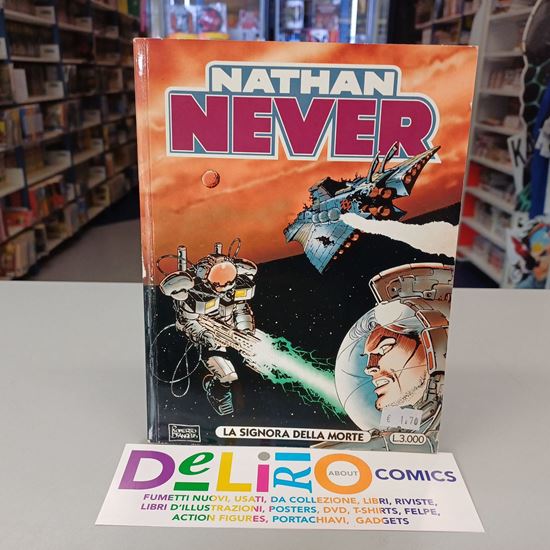 NATHAN
NEVER
LA SIGNORA DELLA MORTE
€ 1,70
L.3.000
ROBERTO
DE ANGELIS
DeLiRiO
ABOUT
COMICS
FUMETTI NUOVI, USATI, DA COLLEZIONE, LIBRI, RIVISTE,
LIBRI D'ILLUSTRAZIONI, POSTERS, DVD, T-SHIRTS, FELPE,
ACTION FIGURES, PORTACHIAVI, GADGETS